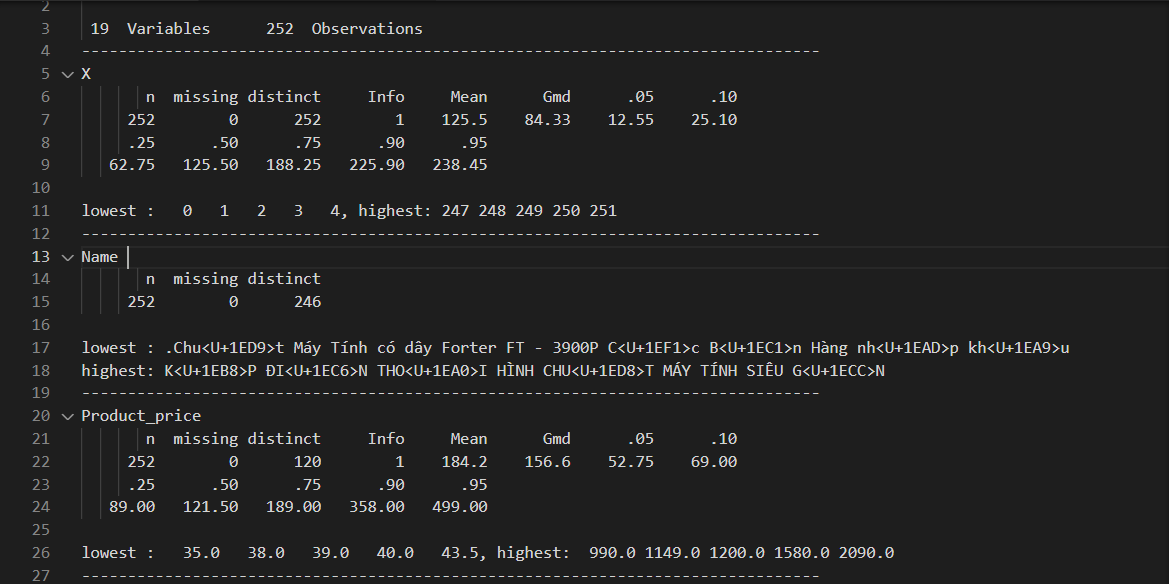 2
3 19 Variables 252 Observations
4 --------------------------------------------------------------------------------
5 X
6 n missing distinct Info Mean Gmd .05 .10
7 252 0 252 1 125.5 84.33 12.55 25.10
8 .25 .50 .75 .90 .95
9 62.75 125.50 188.25 225.90 238.45
10
11 lowest : 0 1 2 3 4, highest: 247 248 249 250 251
12 --------------------------------------------------------------------------------
13 Name
14 n missing distinct
15 252 0 246
16
17 lowest : .Chu<U+1ED9>t Máy Tính có dây Forter FT - 3900P C<U+1EF1>c B<U+1EC1>n Hàng nh<U+1EAD>p kh<U+1EA9>u
18 highest: K<U+1EB8>P ĐI<U+1EC6>N THO<U+1EA0>I HÌNH CHU<U+1ED8>T MÁY TÍNH SIÊU G<U+1ECC>N
19 --------------------------------------------------------------------------------
20 Product_price
21 n missing distinct Info Mean Gmd .05 .10
22 252 0 120 1 184.2 156.6 52.75 69.00
23 .25 .50 .75 .90 .95
24 89.00 121.50 189.00 358.00 499.00
25
26 lowest : 35.0 38.0 39.0 40.0 43.5, highest: 990.0 1149.0 1200.0 1580.0 2090.0
27 --------------------------------------------------------------------------------